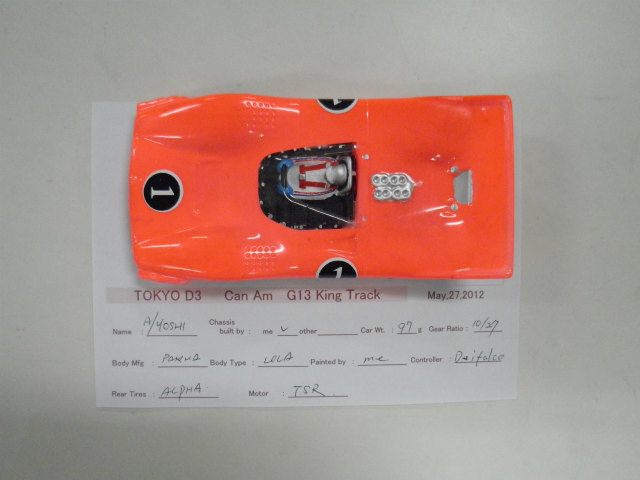 1
1
1
TOKYO D3 Can Am G13 King Track May,27,2012
Name : A/YOSHI Chassis built by : me ✓ other Car Wt. : 97 g Gear Ratio : 10/27
Body Mfg : PARMA Body Type : LOLA Painted by : me Controller : Difalco
Rear Tires : ALPHA Motor : TSR